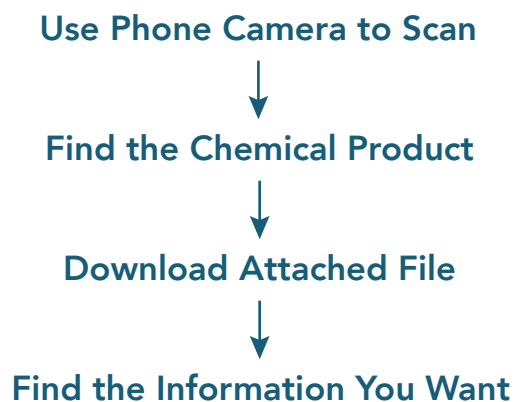 Use Phone Camera to Scan
Find the Chemical Product
Download Attached File
Find the Information You Want